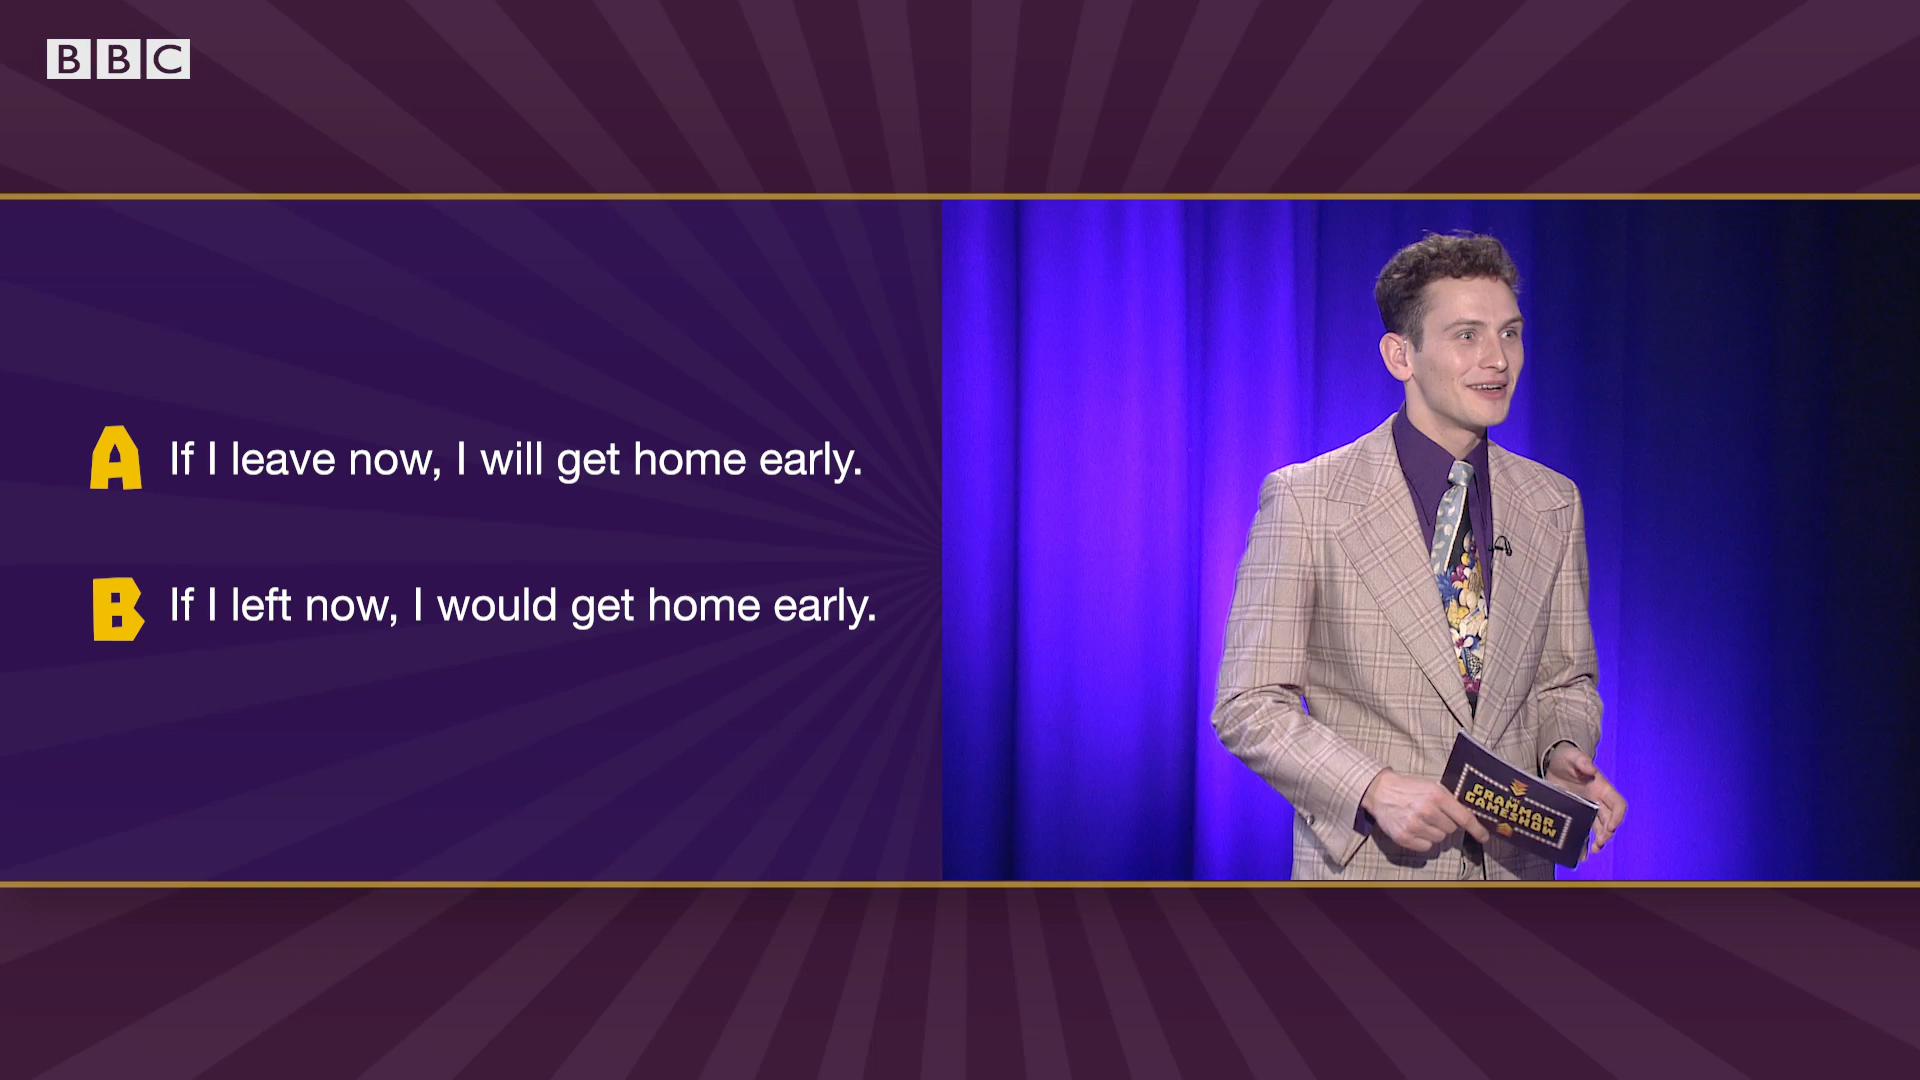 BBC
A If I leave now, I will get home early.
B If I left now, I would get home early.
GRAMMAR
GAMESHOW